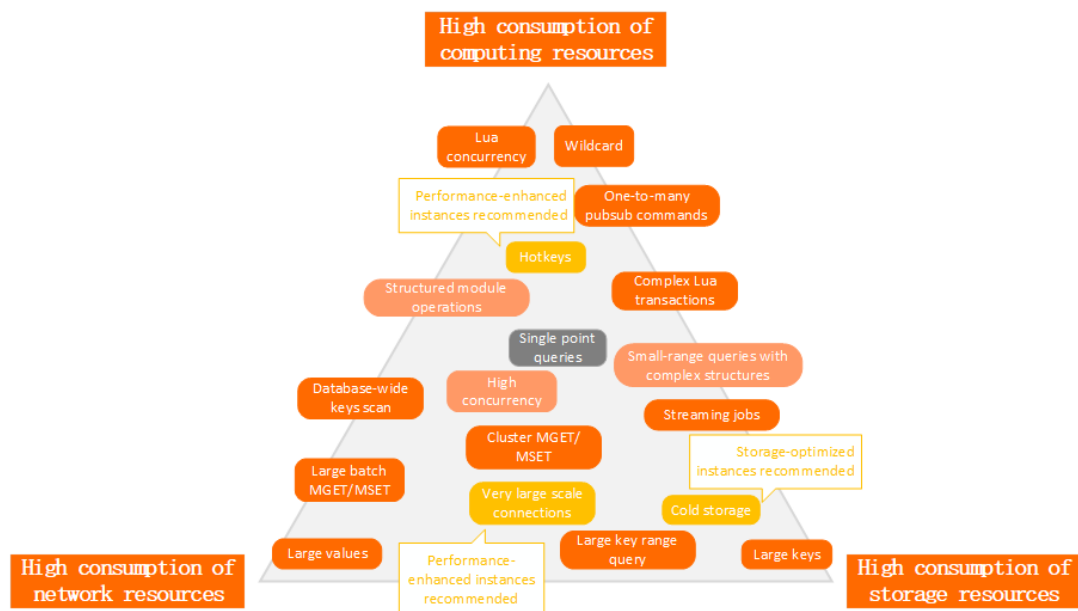 High consumption of
computing resources
Lua
concurrency
Wildcard
Performance-enhanced
instances recommended
One-to-many
pubsub commands
Hotkeys
Structured module
operations
Complex Lua
transactions
Single point
queries
Small-range queries with
complex structures
High
concurrency
Database-wide
keys scan
Streaming jobs
Cluster MGET/
MSET
Storage-optimized
instances recommended
Large batch
MGET/MSET
Very large scale
connections
Cold storage
Large values
Performance-
enhanced instances
recommended
Large key range
query
Large keys
High consumption of
network resources
High consumption of
storage resources